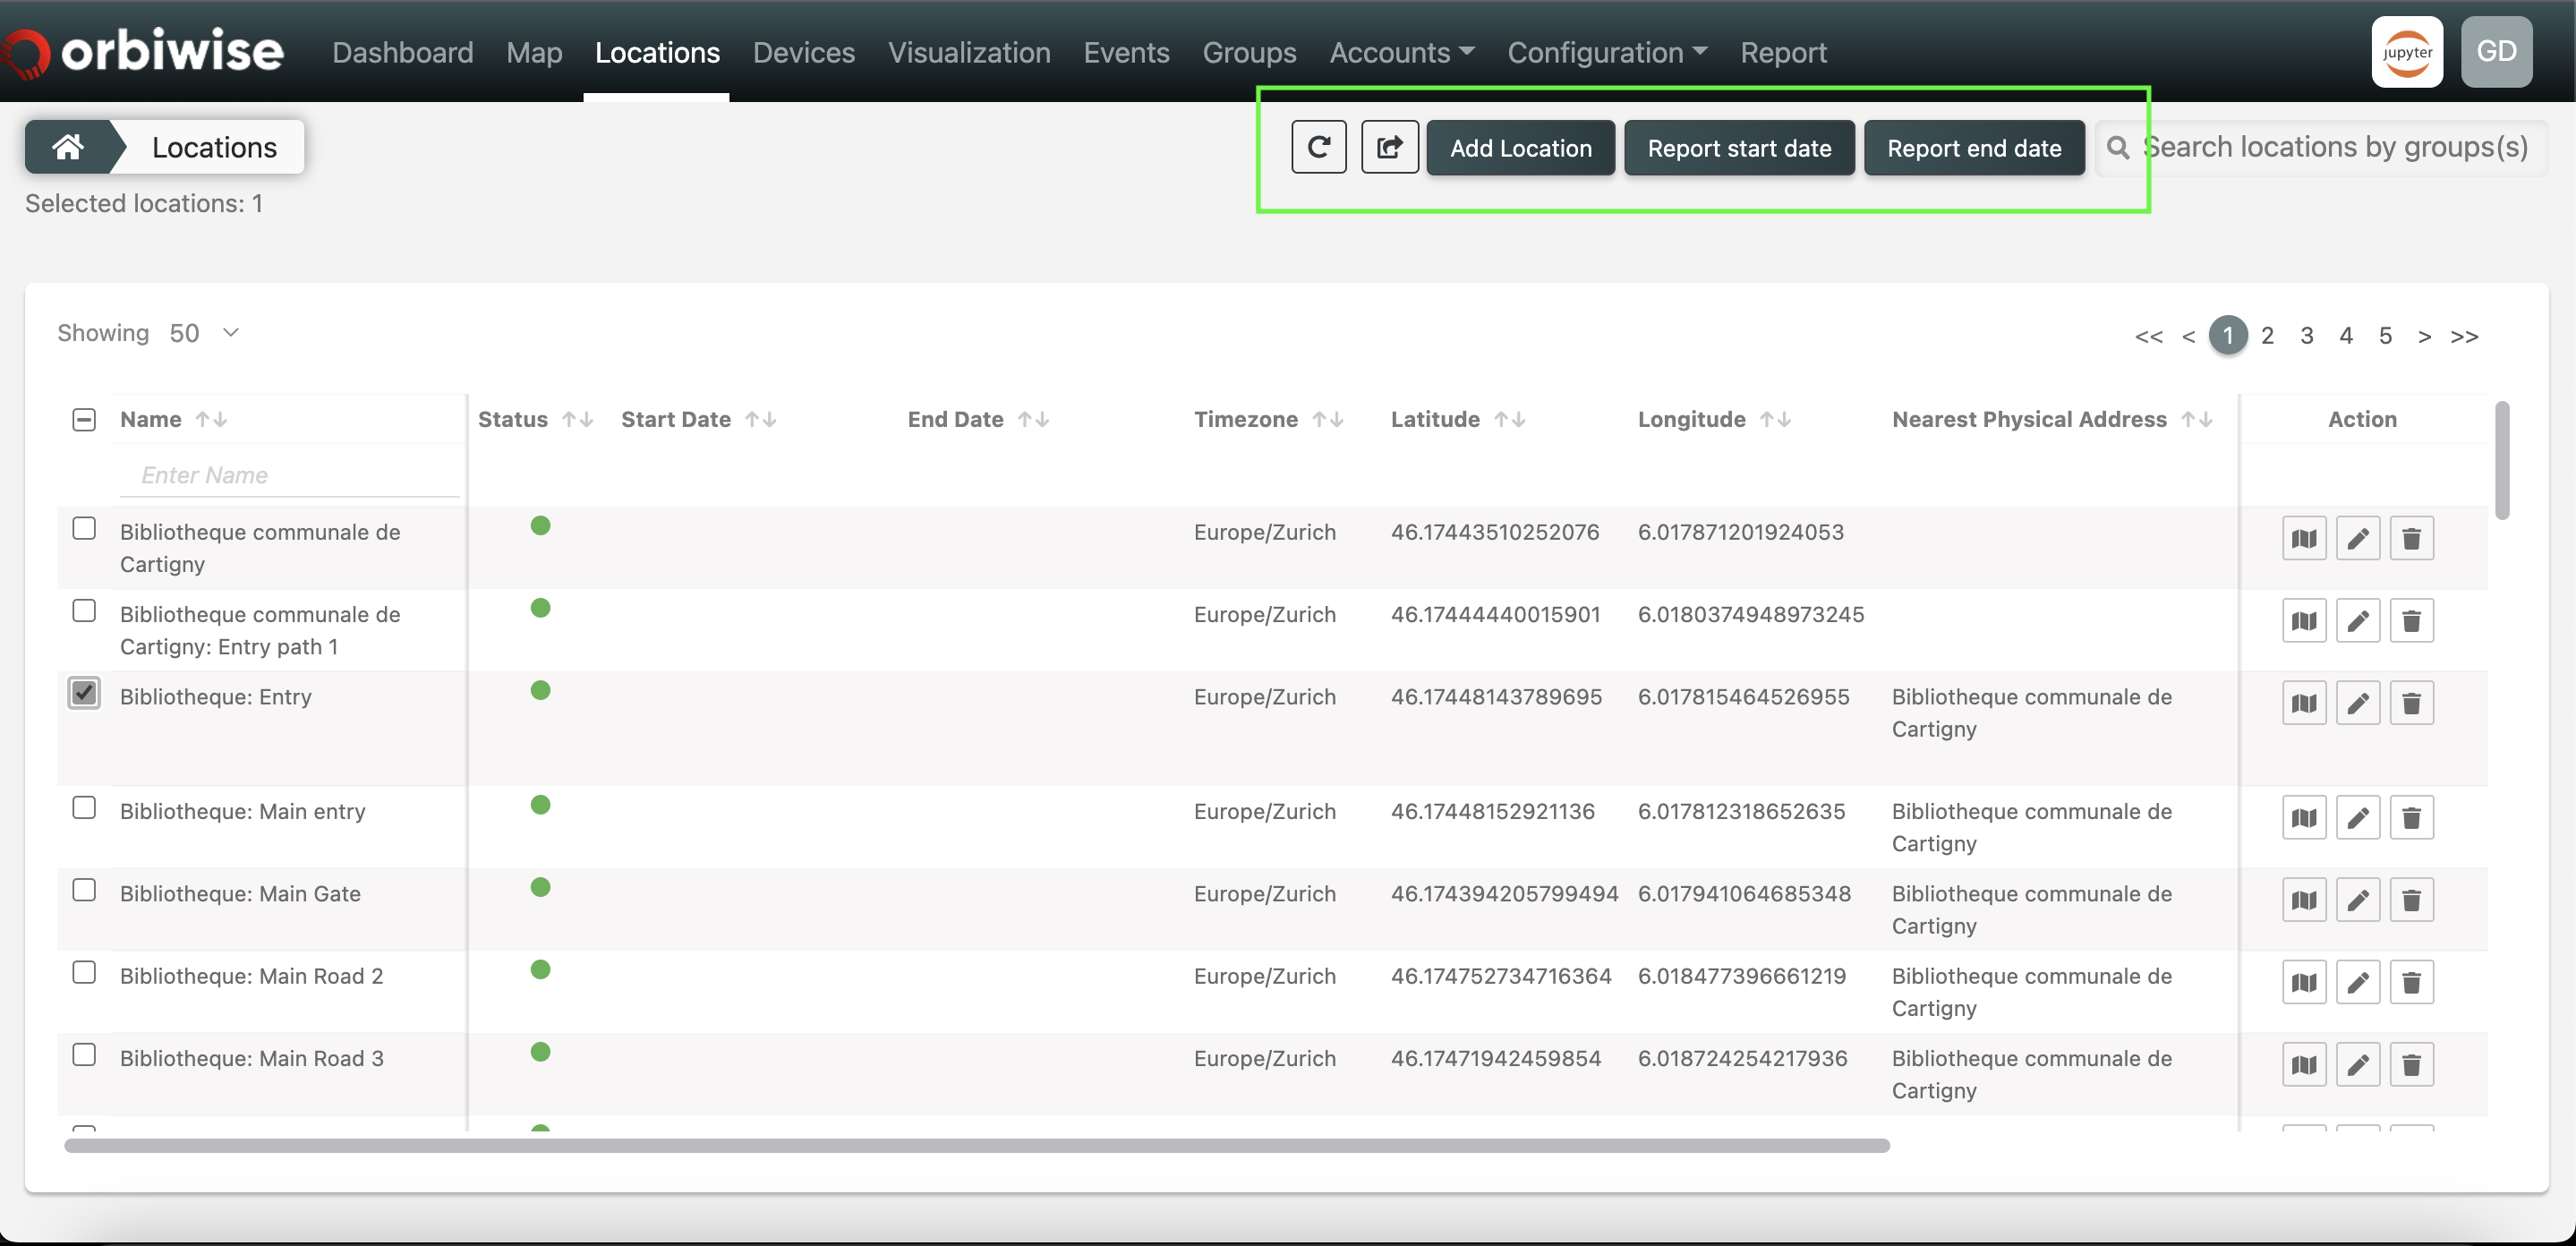 orbiwise Dashboard Map Locations Devices Visualization Events Groups Accounts Configuration Report jupyter GD
Locations Add Location Report start date Report end date Search locations by groups(s)
Selected locations: 1
Showing 50 << < 1 2 3 4 5 > >>
Name Status Start Date End Date Timezone Latitude Longitude Nearest Physical Address Action
Enter Name
Bibliotheque communale de Europe/Zurich 46.17443510252076 6.017871201924053
Cartigny
Bibliotheque communale de Europe/Zurich 46.17444440015901 6.0180374948973245
Cartigny: Entry path 1
Bibliotheque: Entry Europe/Zurich 46.17448143789695 6.017815464526955 Bibliotheque communale de
Cartigny
Bibliotheque: Main entry Europe/Zurich 46.17448152921136 6.017812318652635 Bibliotheque communale de
Cartigny
Bibliotheque: Main Gate Europe/Zurich 46.174394205799494 6.017941064685348 Bibliotheque communale de
Cartigny
Bibliotheque: Main Road 2 Europe/Zurich 46.174752734716364 6.018477396661219 Bibliotheque communale de
Cartigny
Bibliotheque: Main Road 3 Europe/Zurich 46.17471942459854 6.018724254217936 Bibliotheque communale de
Cartigny